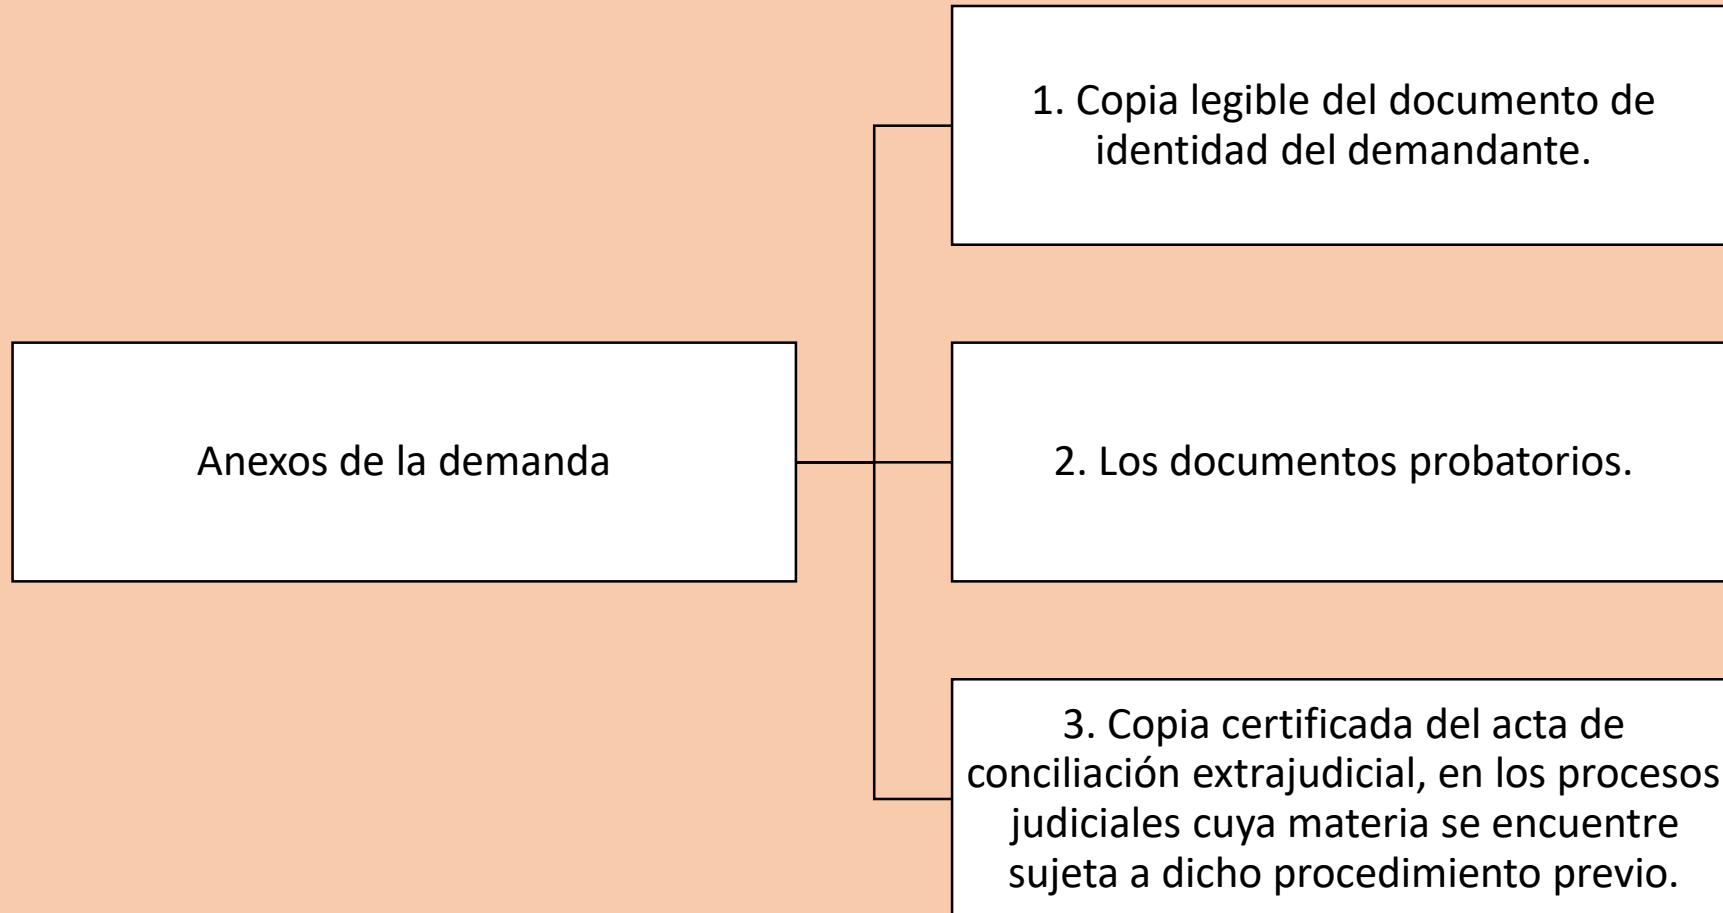 1. Copia legible del documento de
identidad del demandante.
Anexos de la demanda
2. Los documentos probatorios.
3. Copia certificada del acta de
conciliación extrajudicial, en los procesos
judiciales cuya materia se encuentre
sujeta a dicho procedimiento previo.